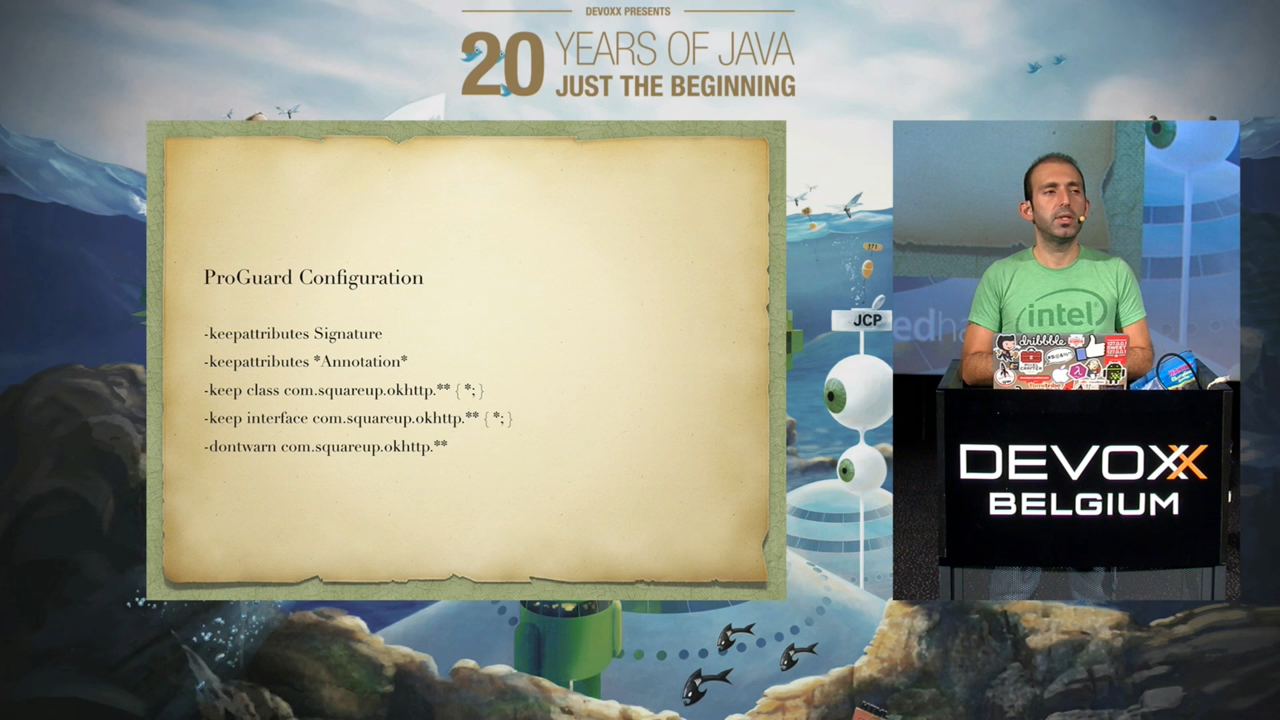 DEVOXX PRESENTS
20 YEARS OF JAVA
JUST THE BEGINNING
ProGuard Configuration
-keepattributes Signature
-keepattributes *Annotation*
-keep class com.squareup.okhttp.** { *; }
-keep interface com.squareup.okhttp.** { *; }
-dontwarn com.squareup.okhttp.**
JCP
edha
intel
dribbble
DEVOXX
BELGIUM